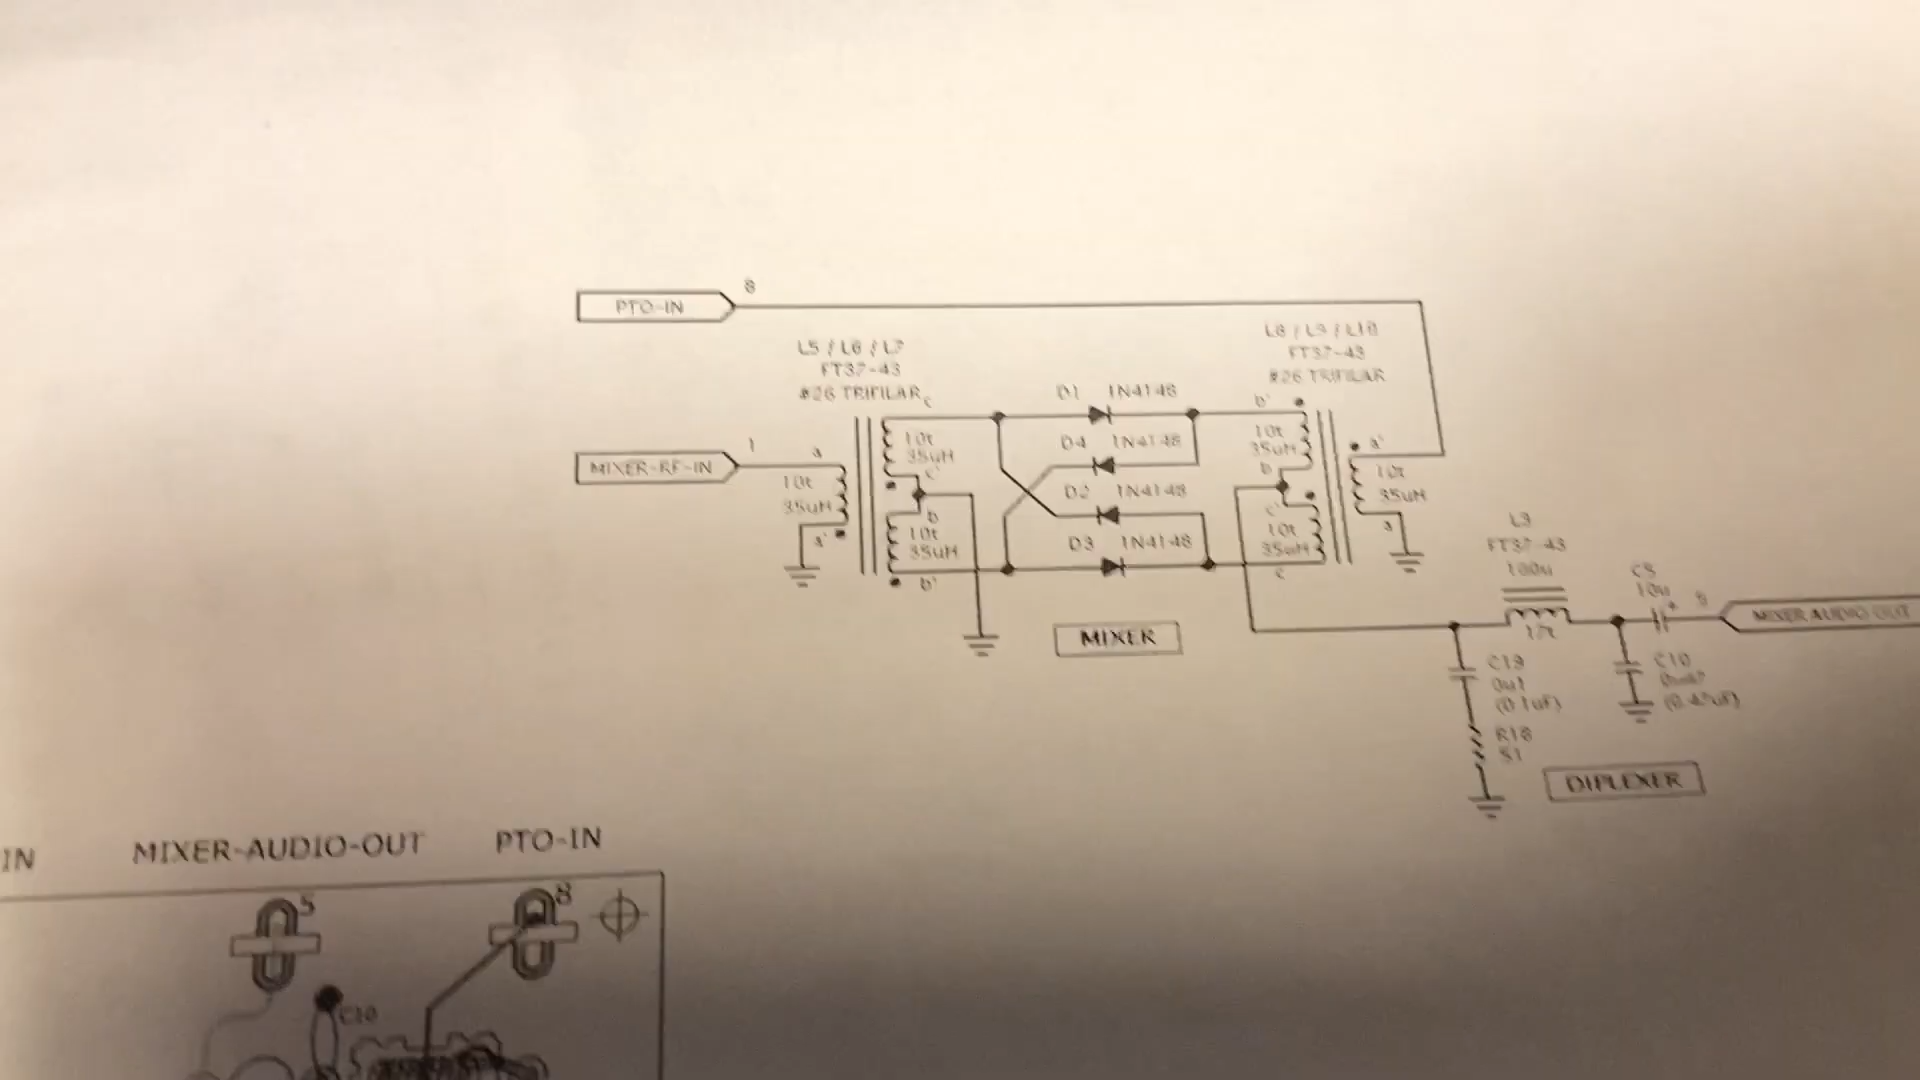 PTO-IN
8
L5 / L6 / L7
FT37-43
#26 TRIFILAR
MIXER-RF-IN
1
a
10t
35uH
a'
c
10t
35uH
c'
b
10t
35uH
b'
D1 1N4148
D4 1N4148
D2 1N4148
D3 1N4148
MIXER
L8 / L9 / L10
FT37-43
#26 TRIFILAR
b'
10t
35uH
b
c'
10t
35uH
c
a'
10t
35uH
a
L3
FT37-43
100u
17t
C5
10u
+
MIXER AUDIO OUT
C19
0u1
(0.1uF)
R18
51
C10
(0.47uF)
DIPLEXER
IN
MIXER-AUDIO-OUT
PTO-IN
5
8
C10